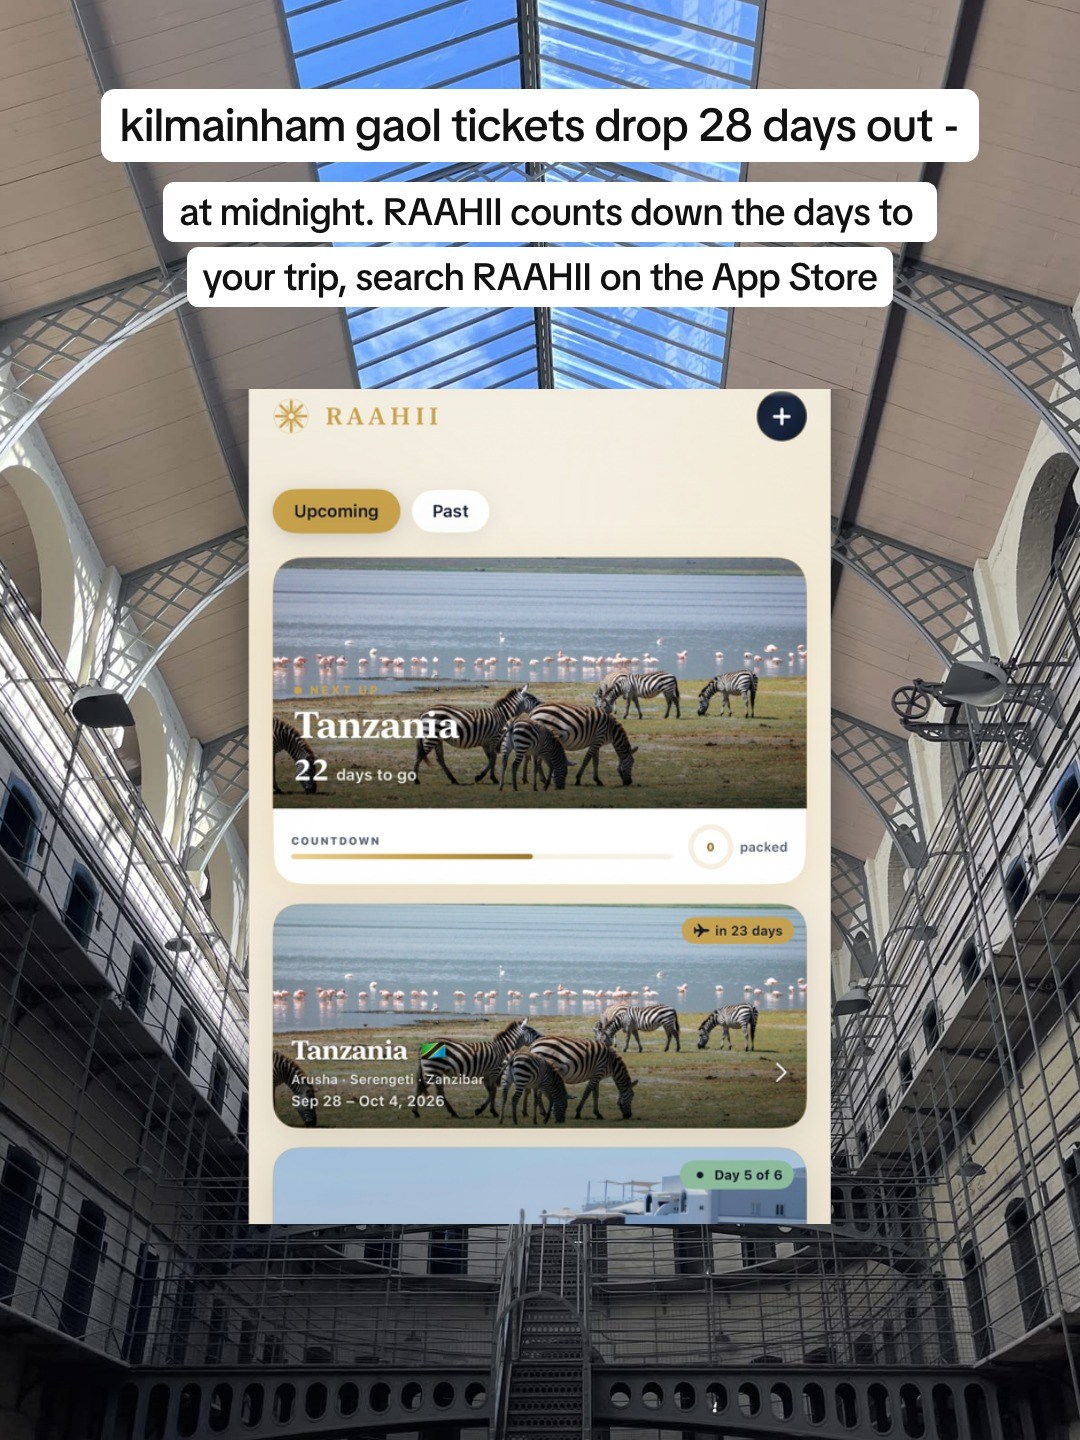 kilmainham gaol tickets drop 28 days out -
at midnight. RAAHII counts down the days to
your trip, search RAAHII on the App Store
RAAHII
Upcoming
Past
NEXT UP
Tanzania
22 days to go
COUNTDOWN
0 packed
in 23 days
Tanzania
Arusha · Serengeti · Zanzibar
Sep 28 – Oct 4, 2026
Day 5 of 6